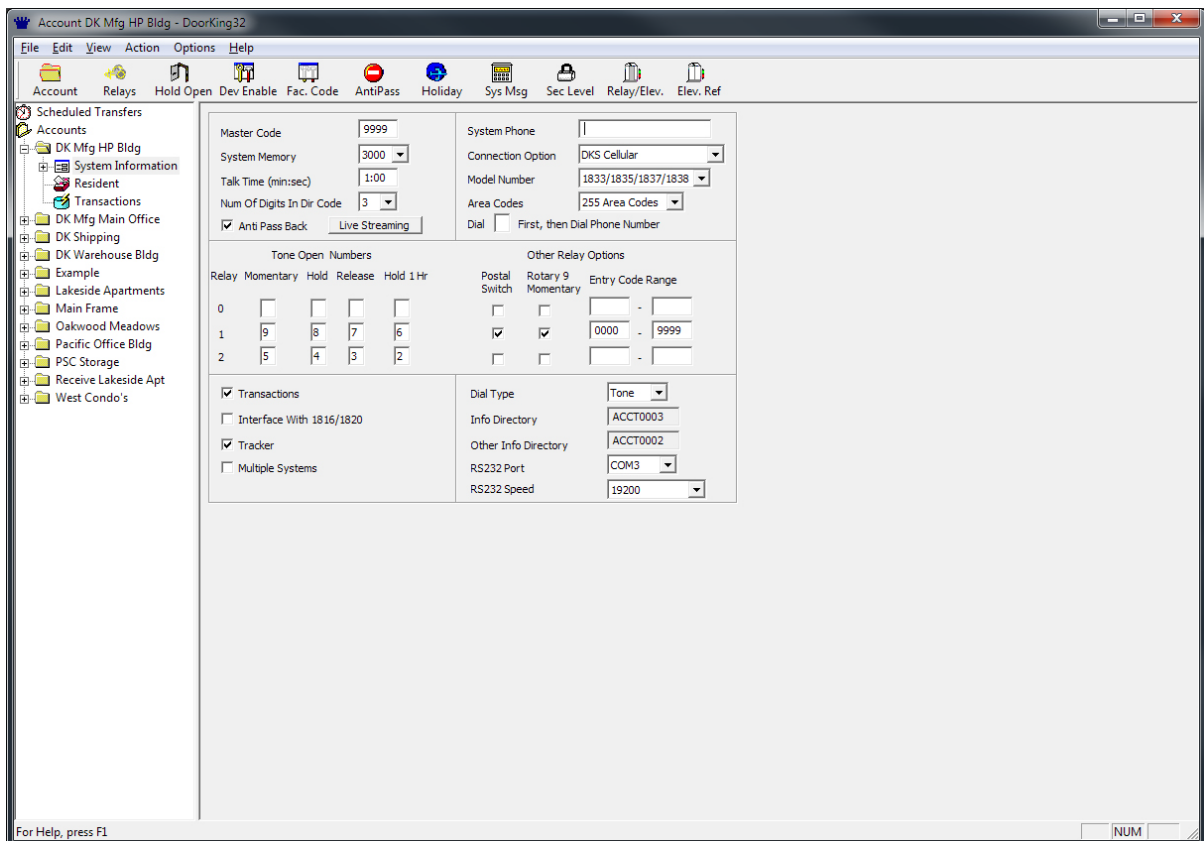 Account DK Mfg HP Bldg - DoorKing32
File Edit View Action Options Help
Account Relays Hold Open Dev Enable Fac. Code AntiPass Holiday Sys Msg Sec Level Relay/Elev. Elev. Ref
Scheduled Transfers
Accounts
DK Mfg HP Bldg
System Information
Resident
Transactions
DK Mfg Main Office
DK Shipping
DK Warehouse Bldg
Example
Lakeside Apartments
Main Frame
Oakwood Meadows
Pacific Office Bldg
PSC Storage
Receive Lakeside Apt
West Condo's
Master Code 9999
System Memory 3000
Talk Time (min:sec) 1:00
Num Of Digits In Dir Code 3
Anti Pass Back Live Streaming
System Phone
Connection Option DKS Cellular
Model Number 1833/1835/1837/1838
Area Codes 255 Area Codes
Dial First, then Dial Phone Number
Tone Open Numbers
Relay Momentary Hold Release Hold 1 Hr
0
1 9 8 7 6
2 5 4 3 2
Other Relay Options
Postal Switch Rotary 9 Momentary Entry Code Range
-
0000 - 9999
-
Transactions
Interface With 1816/1820
Tracker
Multiple Systems
Dial Type Tone
Info Directory ACCT0003
Other Info Directory ACCT0002
RS232 Port COM3
RS232 Speed 19200
For Help, press F1
NUM